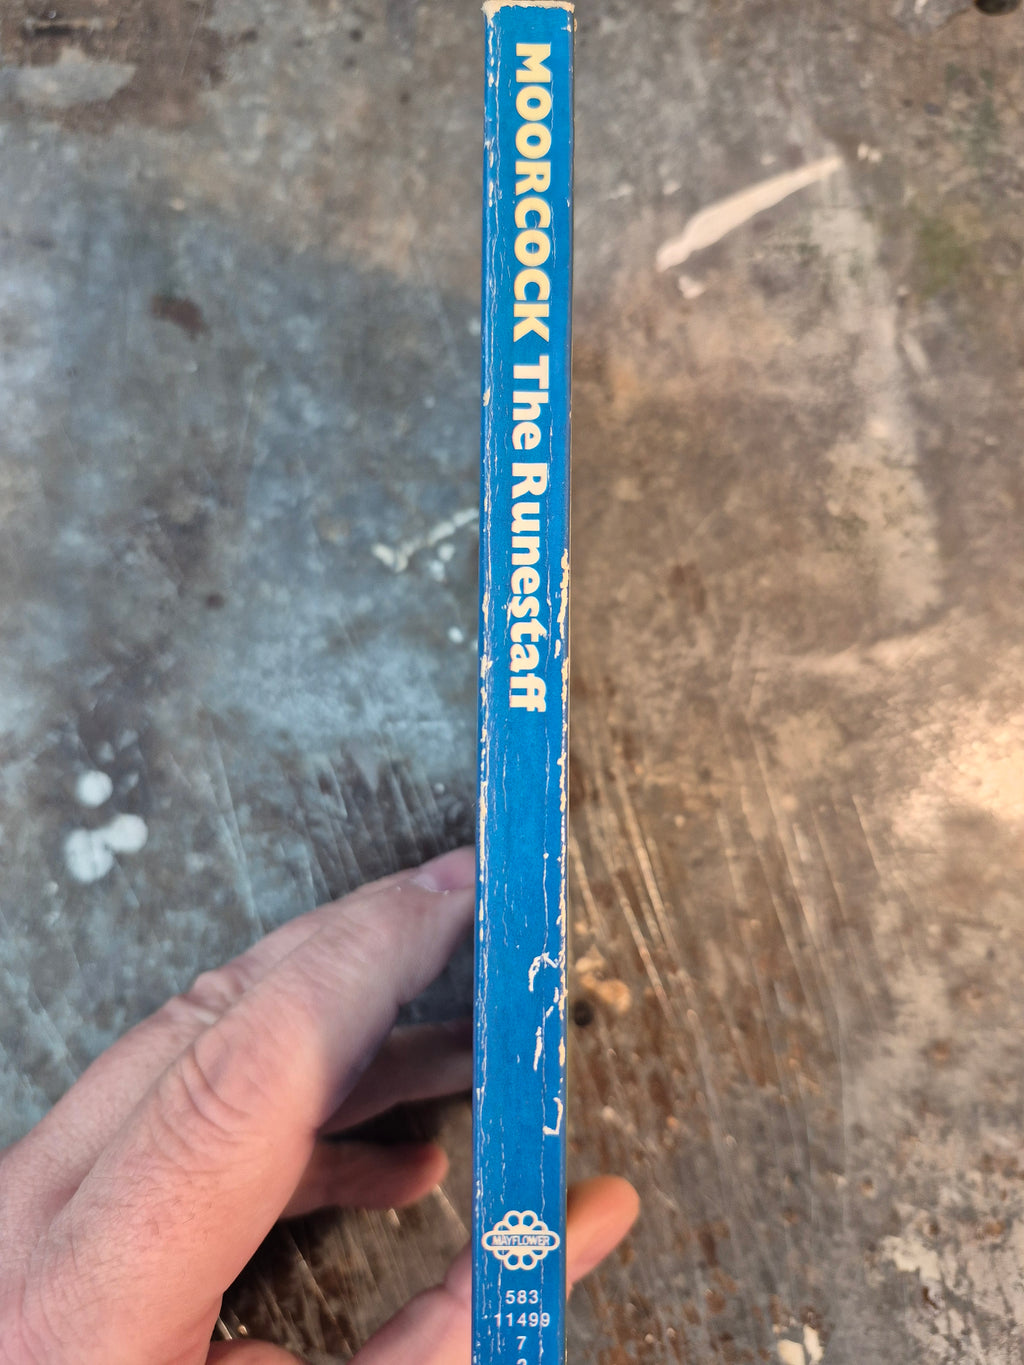 MOORCOCK The Runestaff
MAYFLOWER
583
11499
7